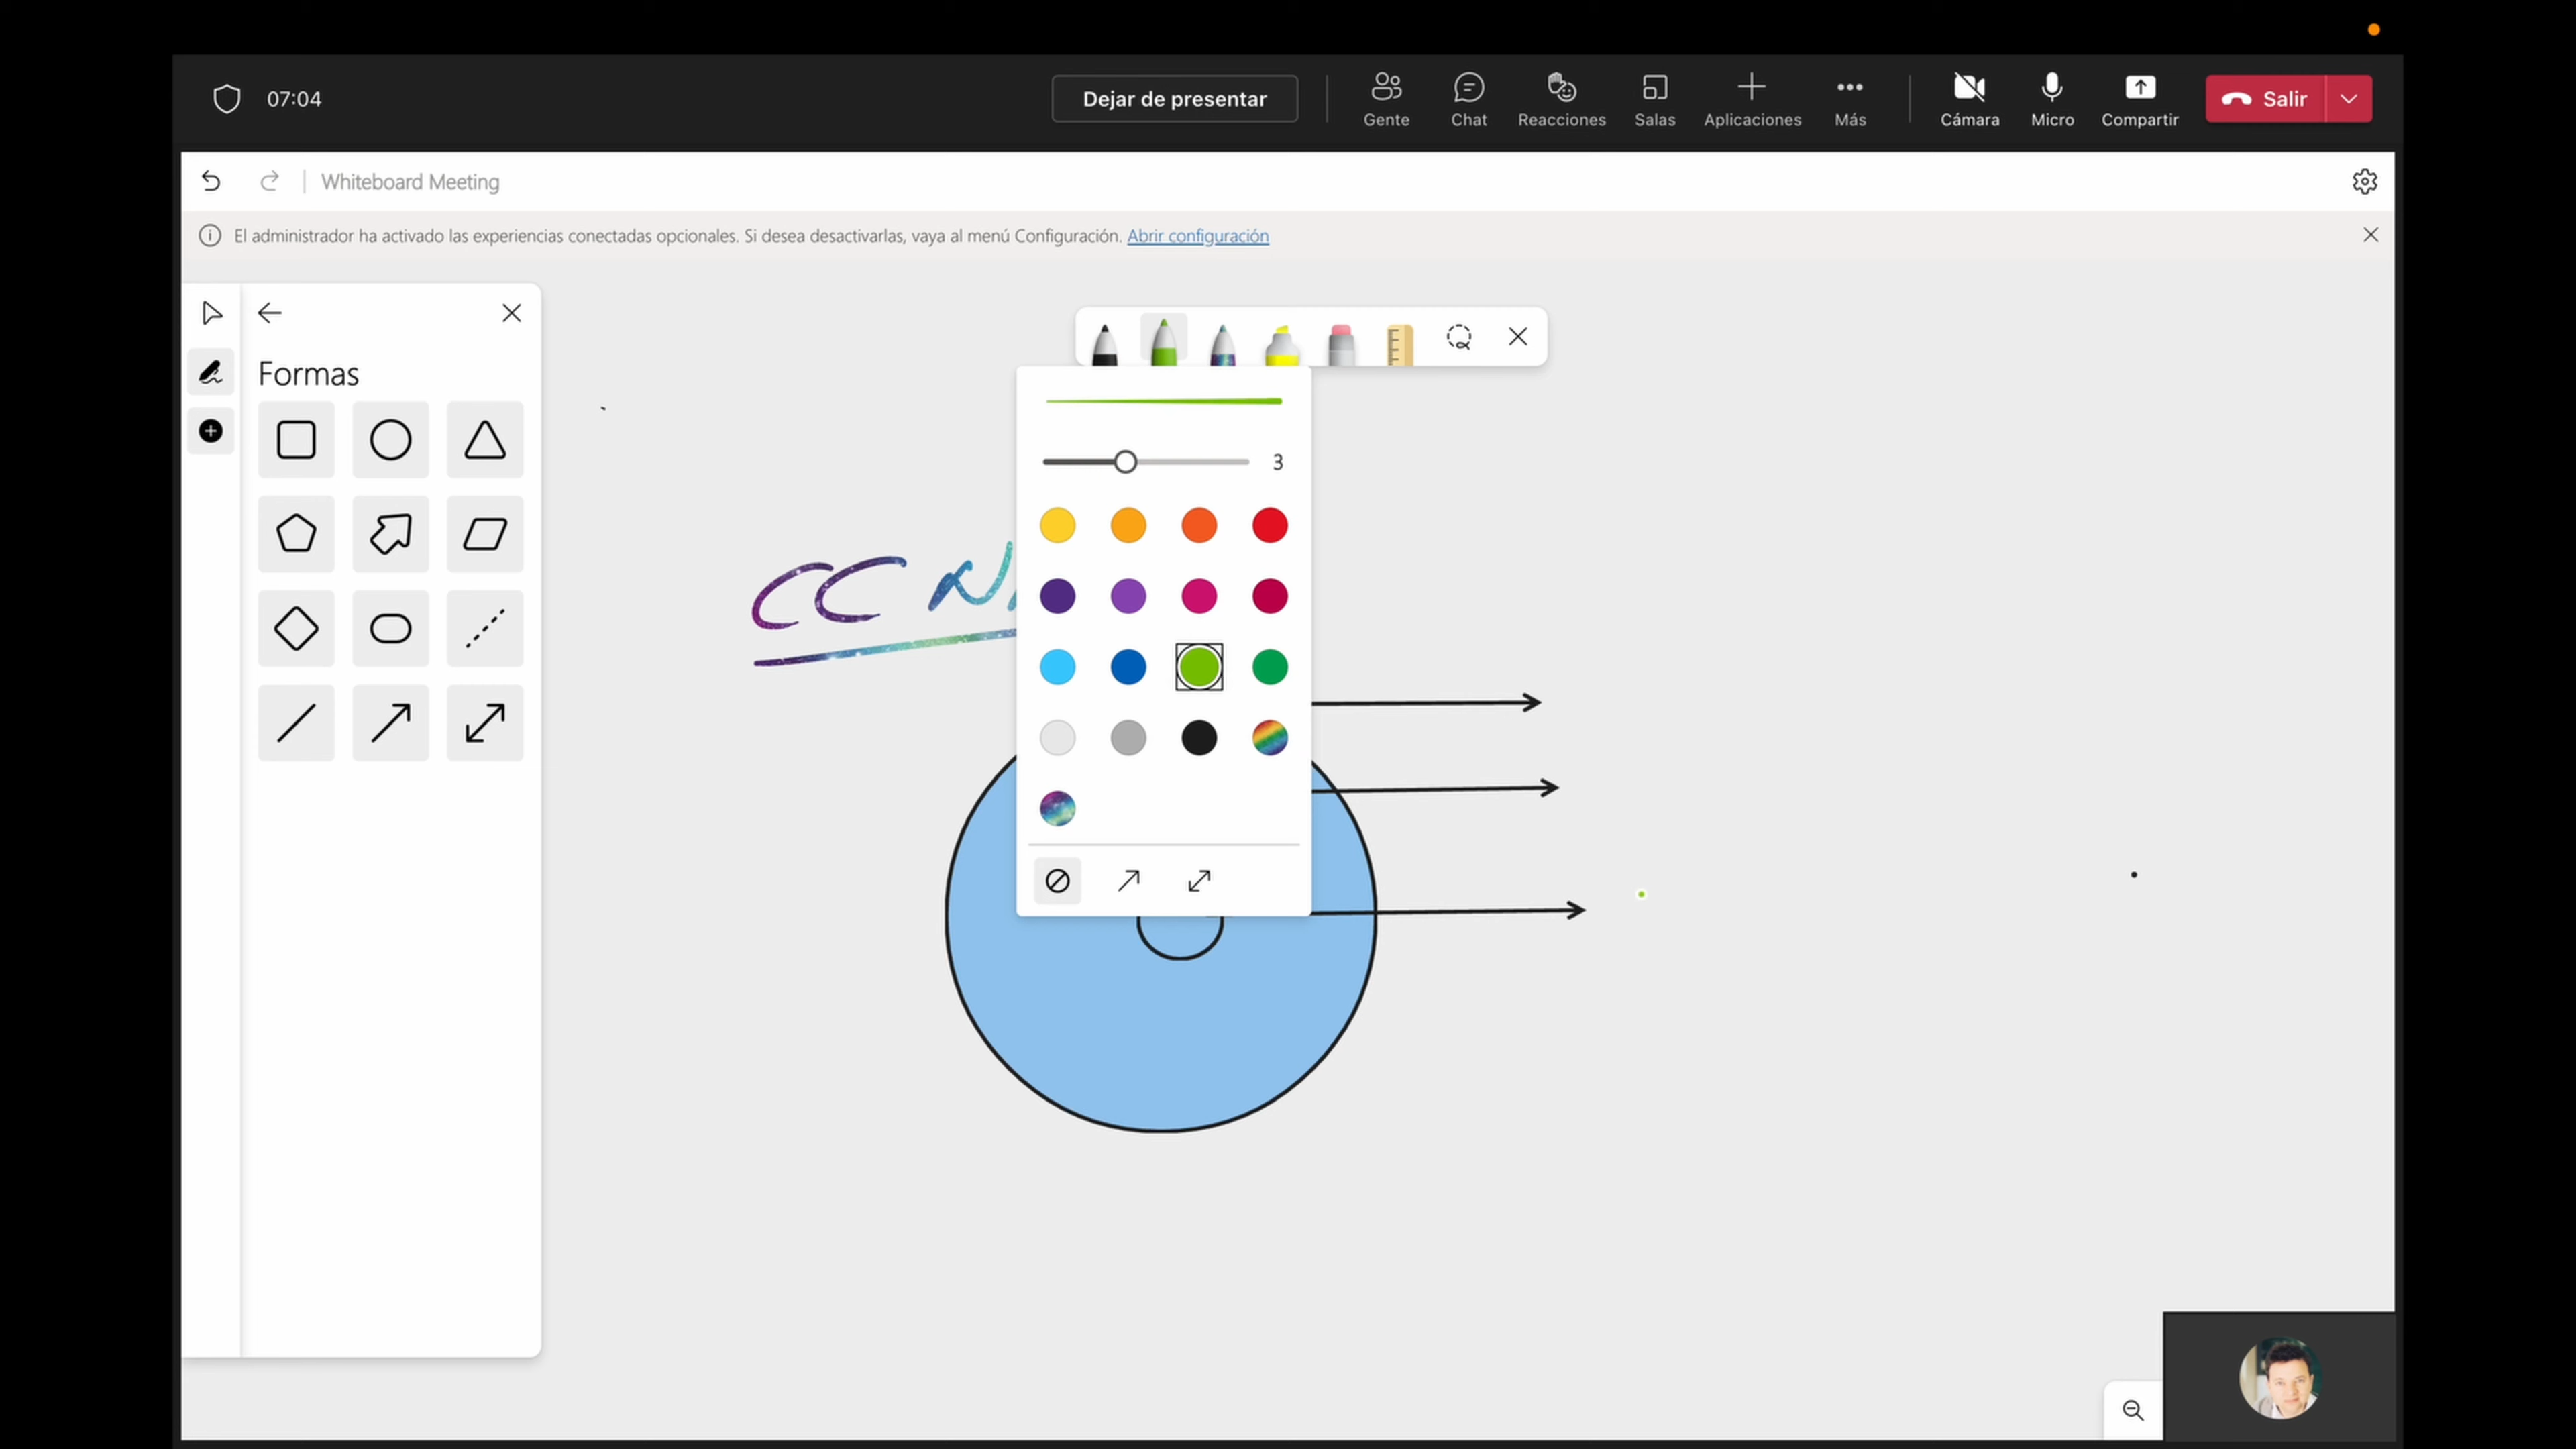 07:04
Dejar de presentar
Gente
Chat
Reacciones
Salas
Aplicaciones
Más
Cámara
Micro
Compartir
Salir
Whiteboard Meeting
El administrador ha activado las experiencias conectadas opcionales. Si desea desactivarlas, vaya al menú Configuración. Abrir configuración
Formas
3
CC